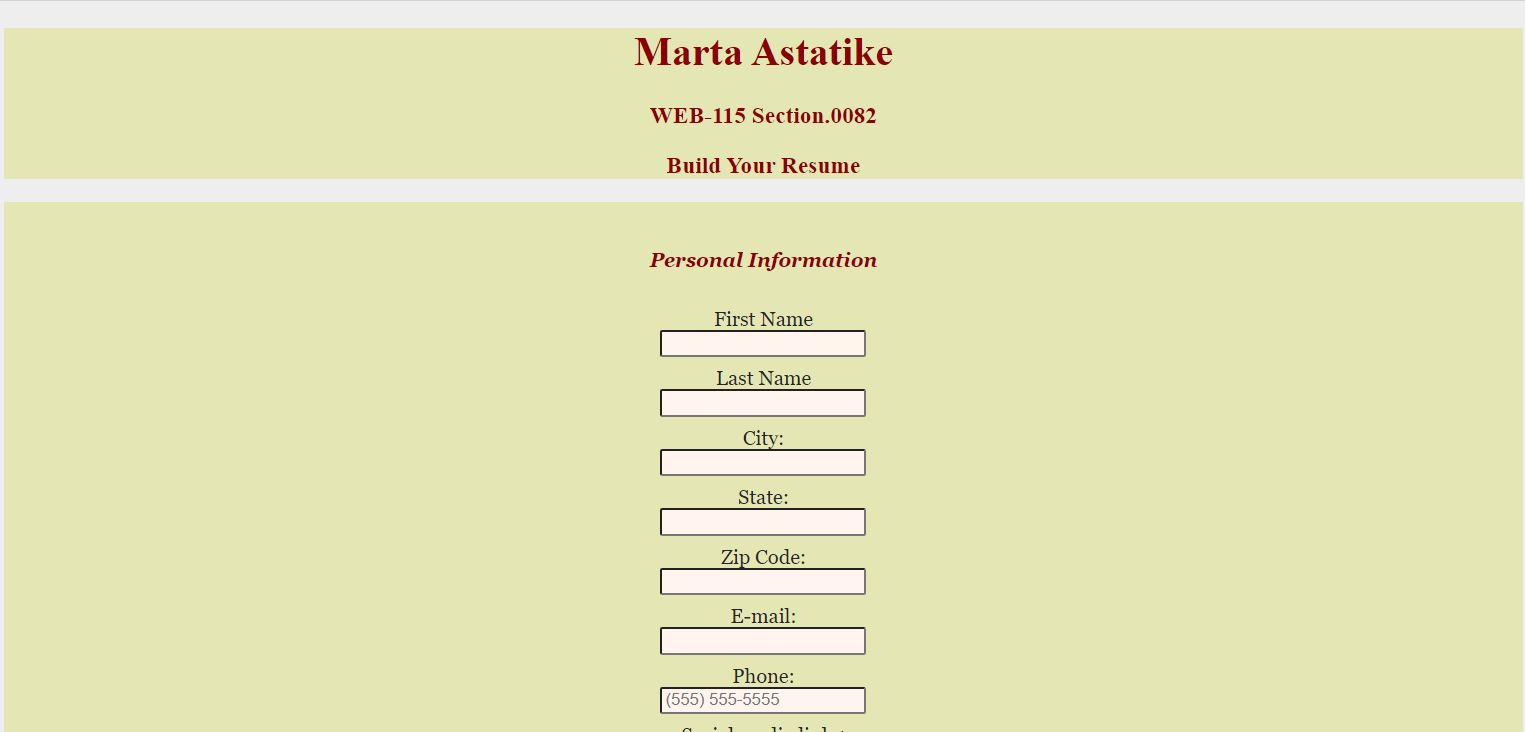 Marta Astatike
WEB-115 Section.0082
Build Your Resume
Personal Information
First Name
Last Name
City:
State:
Zip Code:
E-mail:
Phone:
(555) 555-5555